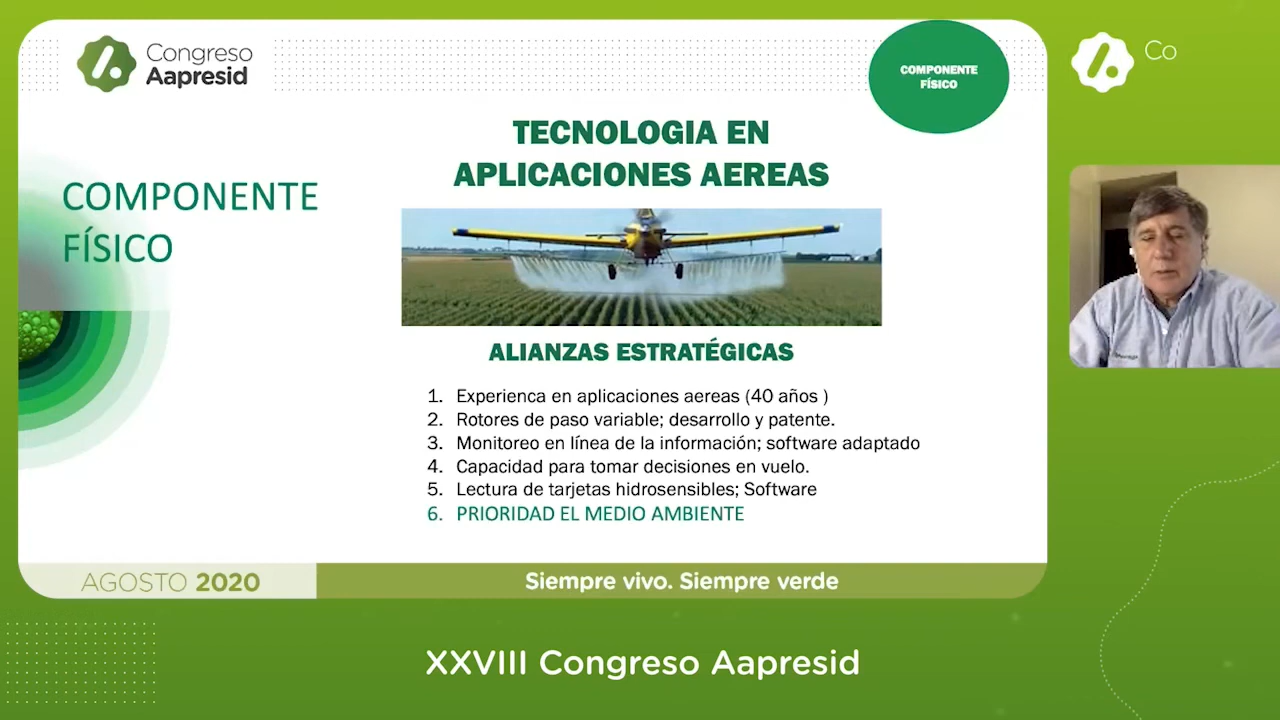 Congreso
Aapresid
COMPONENTE
FÍSICO
Co
TECNOLOGIA EN
APLICACIONES AEREAS
COMPONENTE
FÍSICO
ALIANZAS ESTRATÉGICAS
1. Experienca en aplicaciones aereas (40 años )
2. Rotores de paso variable; desarrollo y patente.
3. Monitoreo en línea de la información; software adaptado
4. Capacidad para tomar decisiones en vuelo.
5. Lectura de tarjetas hidrosensibles; Software
6. PRIORIDAD EL MEDIO AMBIENTE
AGOSTO 2020
Siempre vivo. Siempre verde
XXVIII Congreso Aapresid